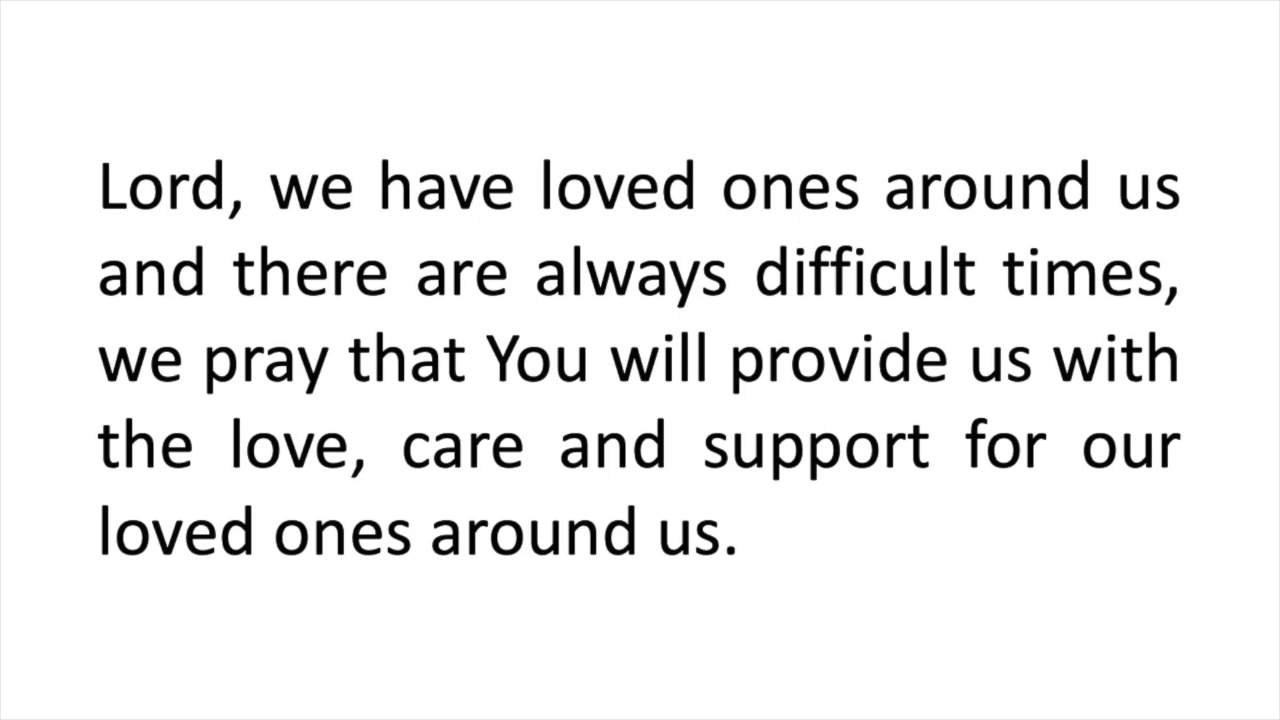 Lord, we have loved ones around us
and there are always difficult times,
we pray that You will provide us with
the love, care and support for our
loved ones around us.